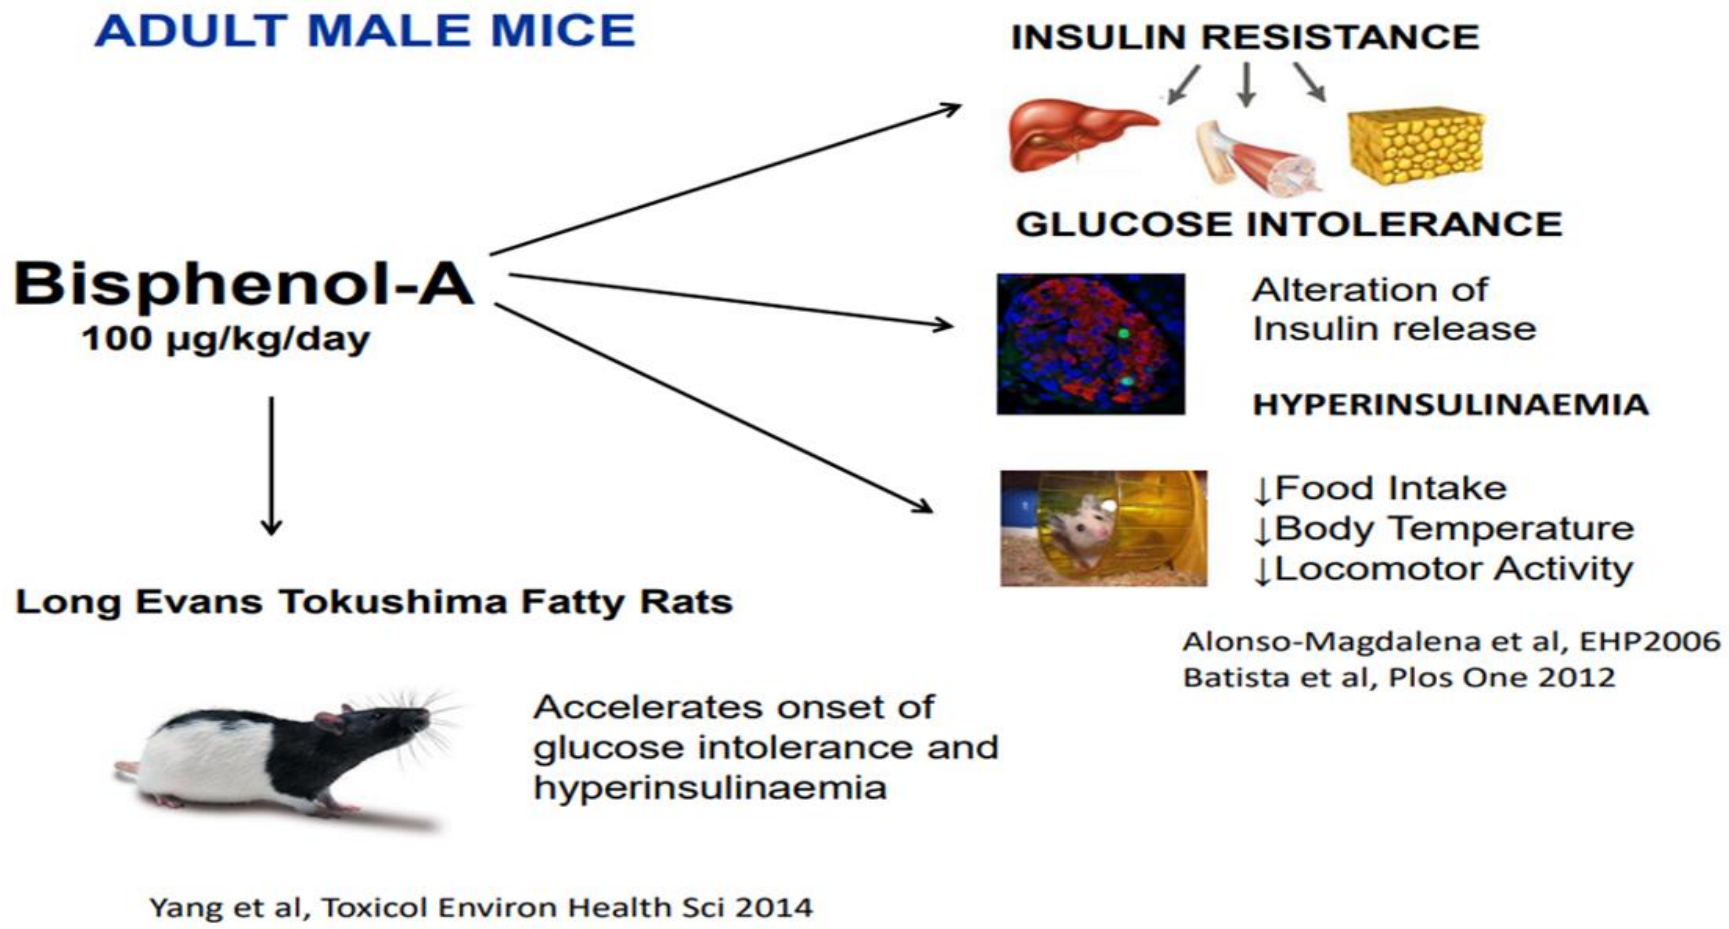 ADULT MALE MICE
INSULIN RESISTANCE
GLUCOSE INTOLERANCE
Bisphenol-A
100 µg/kg/day
Alteration of
Insulin release
HYPERINSULINAEMIA
↓Food Intake
↓Body Temperature
↓Locomotor Activity
Alonso-Magdalena et al, EHP2006
Batista et al, Plos One 2012
Long Evans Tokushima Fatty Rats
Accelerates onset of
glucose intolerance and
hyperinsulinaemia
Yang et al, Toxicol Environ Health Sci 2014